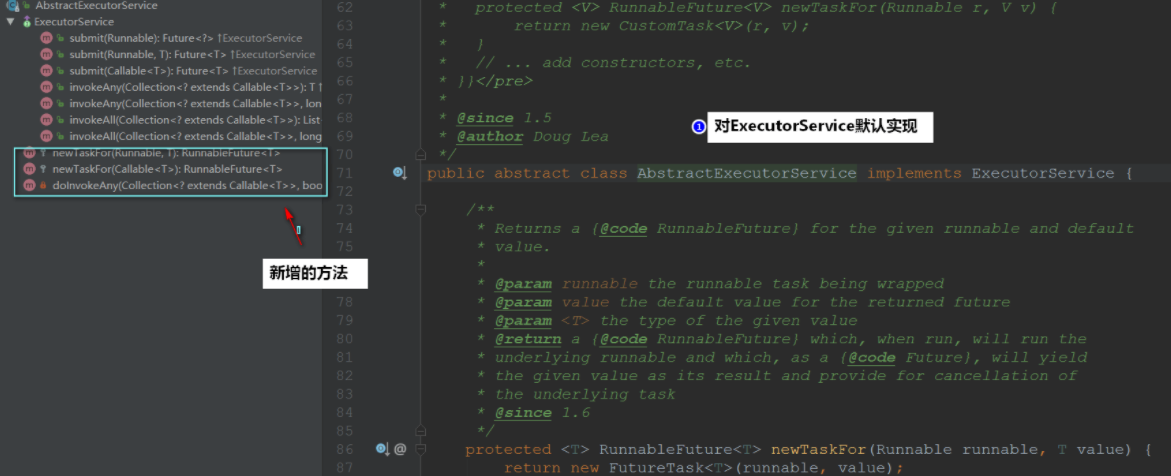 AbstractExecutorService
ExecutorService
submit(Runnable): Future<?> ↑ExecutorService
submit(Runnable, T): Future<T> ↑ExecutorService
submit(Callable<T>): Future<T> ↑ExecutorService
invokeAny(Collection<? extends Callable<T>>): T ↑
invokeAny(Collection<? extends Callable<T>>, long
invokeAll(Collection<? extends Callable<T>>): List
invokeAll(Collection<? extends Callable<T>>, long
newTaskFor(Runnable, T): RunnableFuture<T>
newTaskFor(Callable<T>): RunnableFuture<T>
doInvokeAny(Collection<? extends Callable<T>>, boo
新增的方法
62 * protected <V> RunnableFuture<V> newTaskFor(Runnable r, V v) {
63 * return new CustomTask<V>(r, v);
64 * }
65 * // ... add constructors, etc.
66 * }}</pre>
67 *
68 * @since 1.5
69 * @author Doug Lea
1 对ExecutorService默认实现
70 */
71 public abstract class AbstractExecutorService implements ExecutorService {
72
73 /**
74 * Returns a {@code RunnableFuture} for the given runnable and default
75 * value.
76 *
* @param runnable the runnable task being wrapped
78 * @param value the default value for the returned future
79 * @param <T> the type of the given value
80 * @return a {@code RunnableFuture} which, when run, will run the
81 * underlying runnable and which, as a {@code Future}, will yield
82 * the given value as its result and provide for cancellation of
83 * the underlying task
84 * @since 1.6
85 */
86 @ protected <T> RunnableFuture<T> newTaskFor(Runnable runnable, T value) {
87 return new FutureTask<T>(runnable, value);